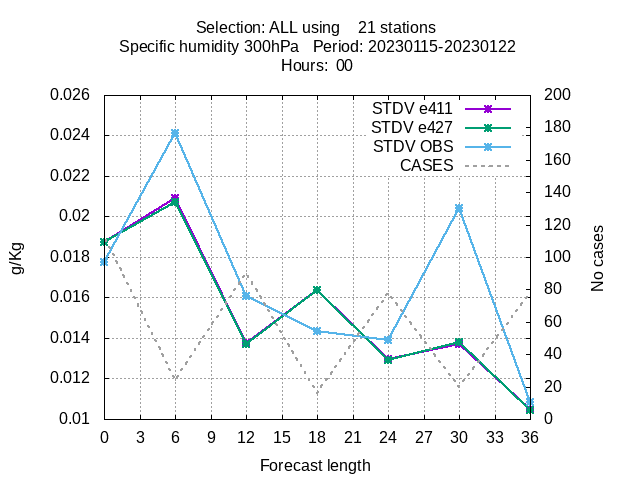 Selection: ALL using    21 stations
Specific humidity 300hPa   Period: 20230115-20230122
Hours:  00
0.026
0.024
0.022
0.02
0.018
0.016
0.014
0.012
0.01
g/Kg
STDV e411
STDV e427
STDV OBS
CASES
200
180
160
140
120
100
80
60
40
20
0
No cases
0 3 6 9 12 15 18 21 24 27 30 33 36
Forecast length